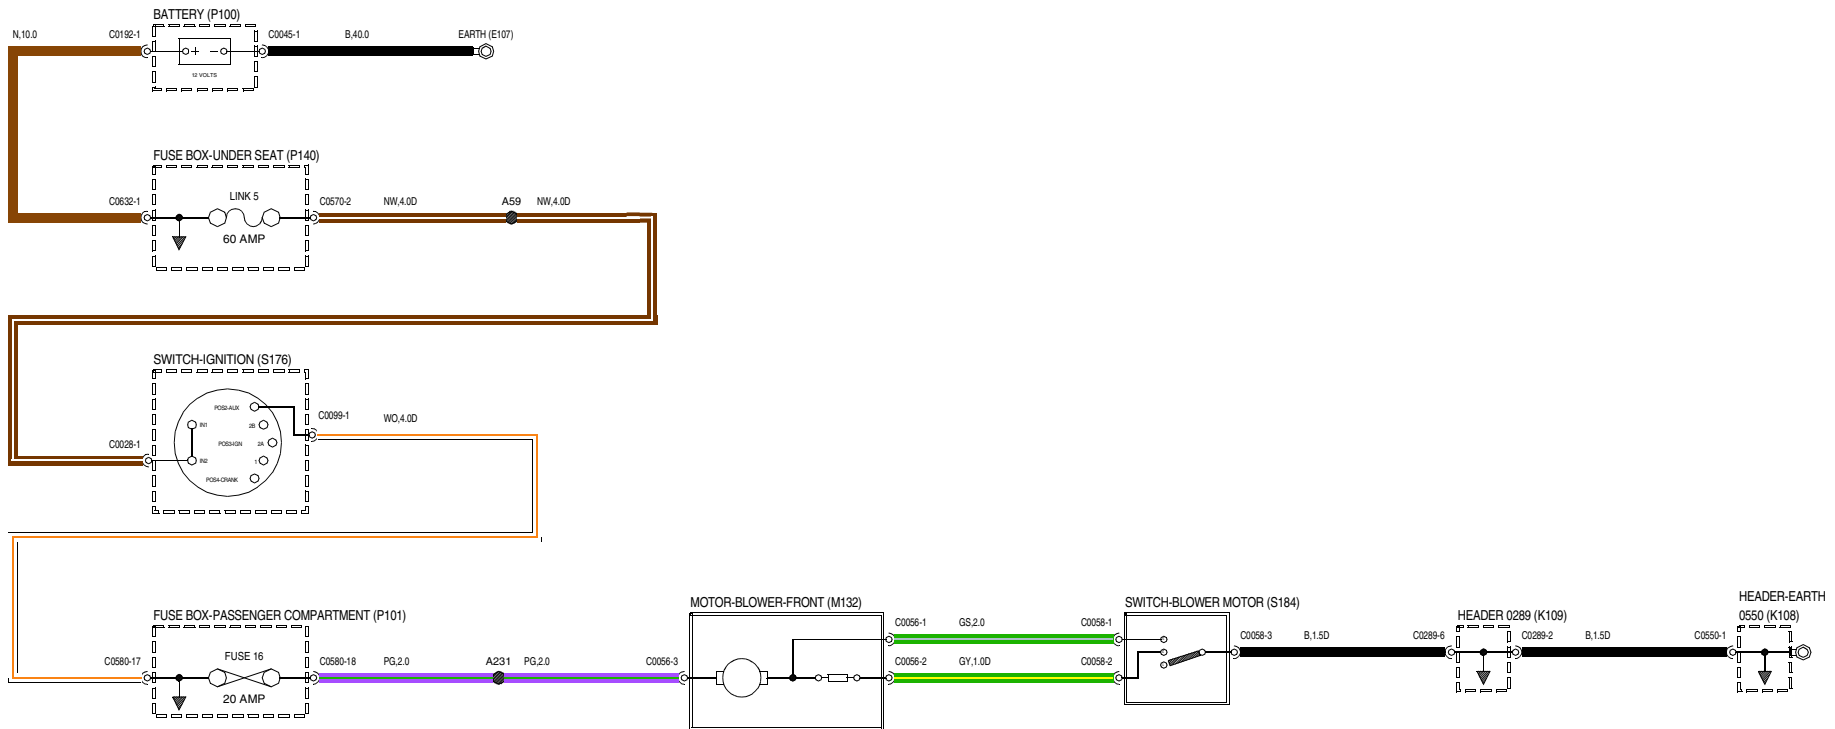 BATTERY (P100)
N,10.0
C0192-1
C0045-1
B,40.0
EARTH (E107)
+ −
12 VOLTS
FUSE BOX-UNDER SEAT (P140)
LINK 5
C0632-1
C0570-2
NW,4.0D
A59
NW,4.0D
60 AMP
SWITCH-IGNITION (S176)
POS2-AUX
C0099-1
WO,4.0D
IN1
2B
C0028-1
POS3-IGN
2A
IN2
1
POS4-CRANK
FUSE BOX-PASSENGER COMPARTMENT (P101)
FUSE 16
C0580-17
C0580-18
PG,2.0
A231
PG,2.0
C0056-3
20 AMP
MOTOR-BLOWER-FRONT (M132)
C0056-1
GS,2.0
C0058-1
C0056-2
GY,1.0D
C0058-2
SWITCH-BLOWER MOTOR (S184)
C0058-3
B,1.5D
C0289-6
HEADER 0289 (K109)
C0289-2
B,1.5D
C0550-1
HEADER-EARTH
0550 (K108)